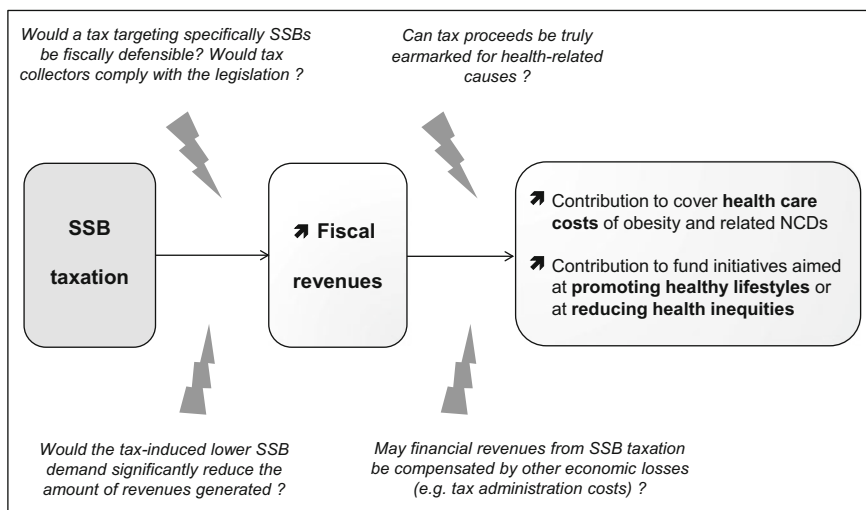 Would a tax targeting specifically SSBs
be fiscally defensible? Would tax
collectors comply with the legislation ?
Can tax proceeds be truly
earmarked for health-related
causes ?
SSB
taxation
↗ Fiscal
revenues
↗ Contribution to cover health care
costs of obesity and related NCDs
↗ Contribution to fund initiatives aimed
at promoting healthy lifestyles or
at reducing health inequities
Would the tax-induced lower SSB
demand significantly reduce the
amount of revenues generated ?
May financial revenues from SSB taxation
be compensated by other economic losses
(e.g. tax administration costs) ?